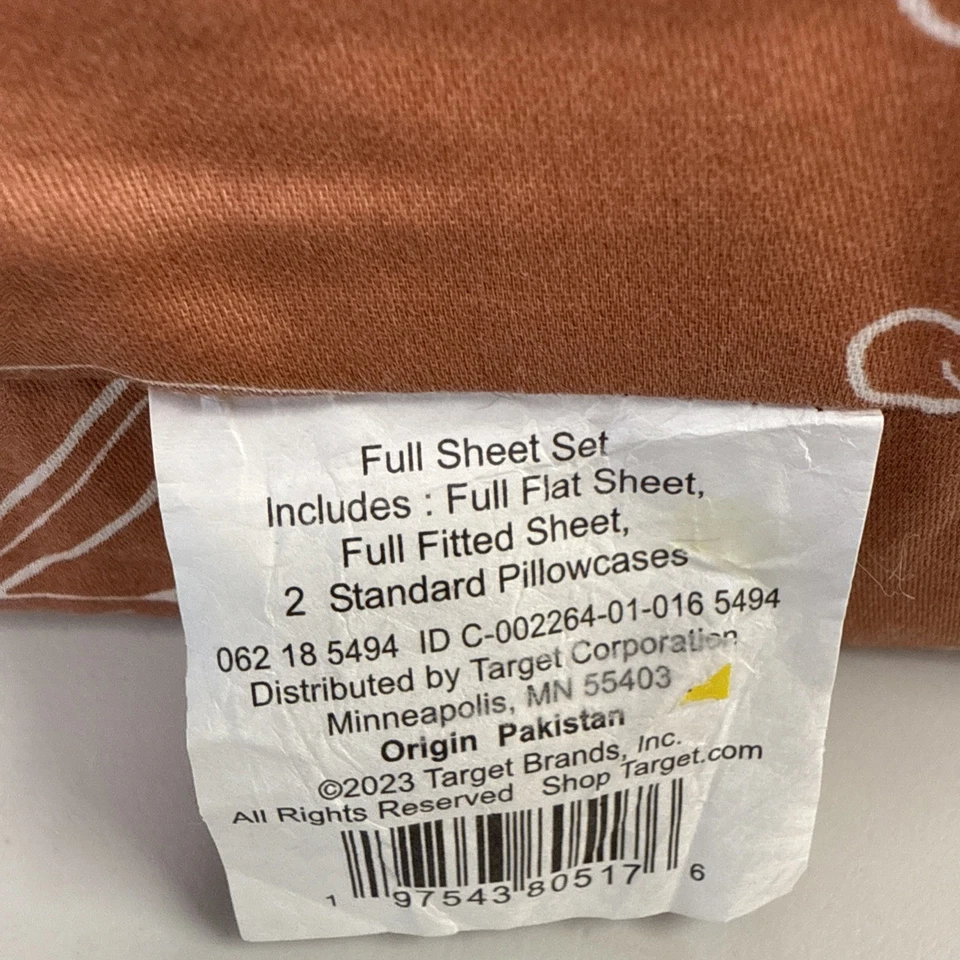 Full Sheet Set
Includes : Full Flat Sheet,
Full Fitted Sheet,
2 Standard Pillowcases
062 18 5494 ID C-002264-01-016 5494
Distributed by Target Corporation
Minneapolis, MN 55403
Origin Pakistan
©2023 Target Brands, Inc.
All Rights Reserved Shop Target.com
1 97543 80517 6